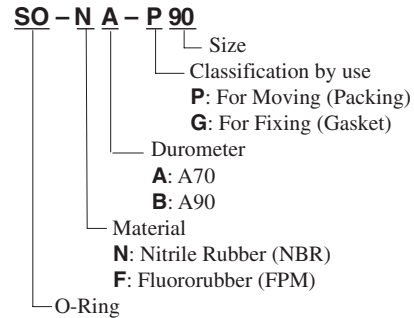 SO – N A – P 90
Size
Classification by use
P: For Moving (Packing)
G: For Fixing (Gasket)
Durometer
A: A70
B: A90
Material
N: Nitrile Rubber (NBR)
F: Fluororubber (FPM)
O-Ring